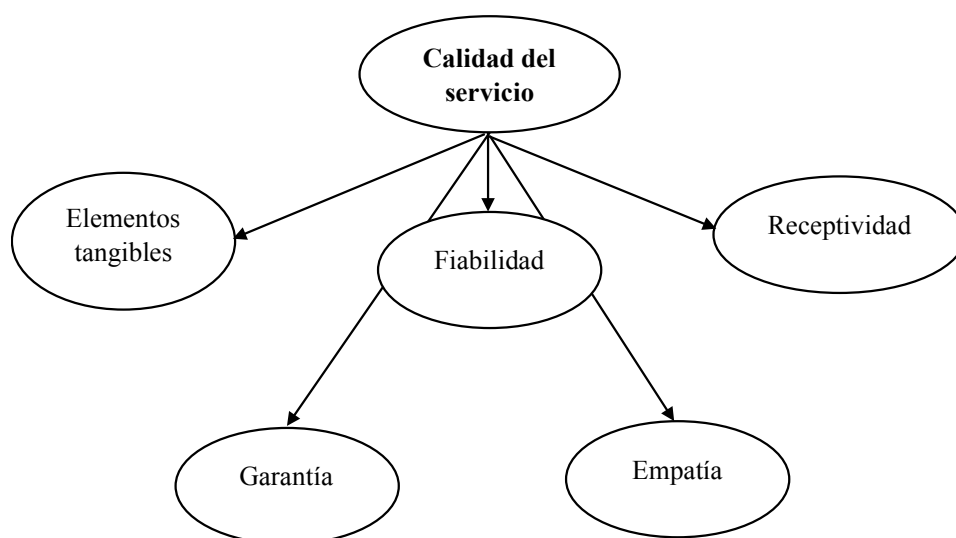 Calidad del
servicio
Elementos
tangibles
Fiabilidad
Receptividad
Garantía
Empatía